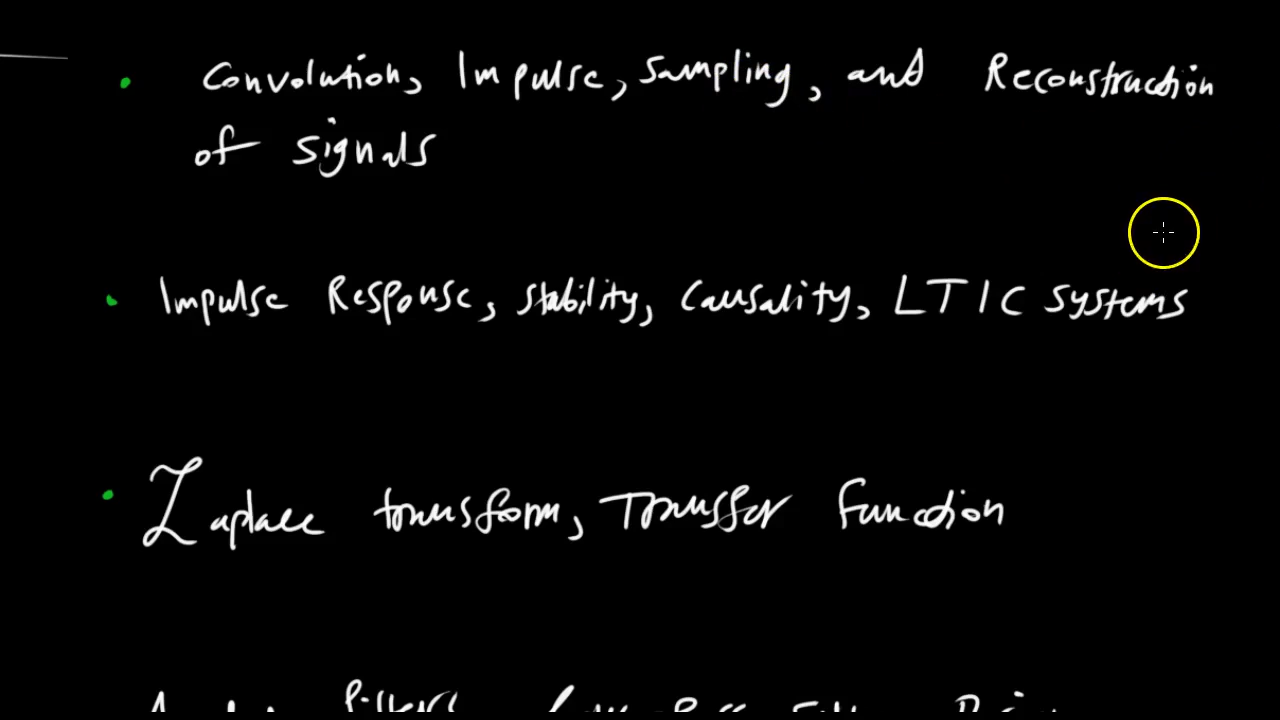 • Convolution, Impulse, Sampling, and Reconstruction
of signals
• Impulse Response, stability, Causality, LTIC systems
• Laplace transform, Transfer function